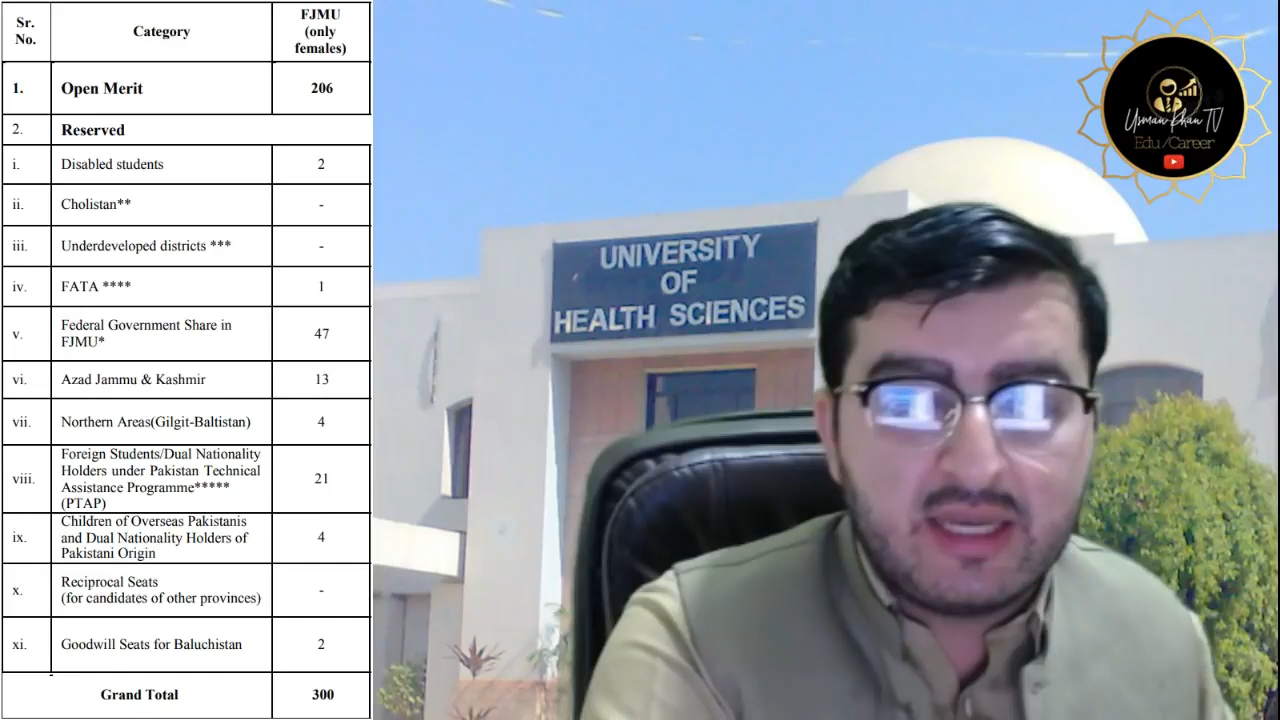 Sr. No.
Category
FJMU (only females)
1. Open Merit 206
2. Reserved
i. Disabled students 2
ii. Cholistan** -
iii. Underdeveloped districts *** -
iv. FATA **** 1
v. Federal Government Share in FJMU* 47
vi. Azad Jammu & Kashmir 13
vii. Northern Areas(Gilgit-Baltistan) 4
viii. Foreign Students/Dual Nationality Holders under Pakistan Technical Assistance Programme***** (PTAP) 21
ix. Children of Overseas Pakistanis and Dual Nationality Holders of Pakistani Origin 4
x. Reciprocal Seats (for candidates of other provinces) -
xi. Goodwill Seats for Baluchistan 2
Grand Total 300
UNIVERSITY
OF
HEALTH SCIENCES
Usman Khan TV
Edu/Career